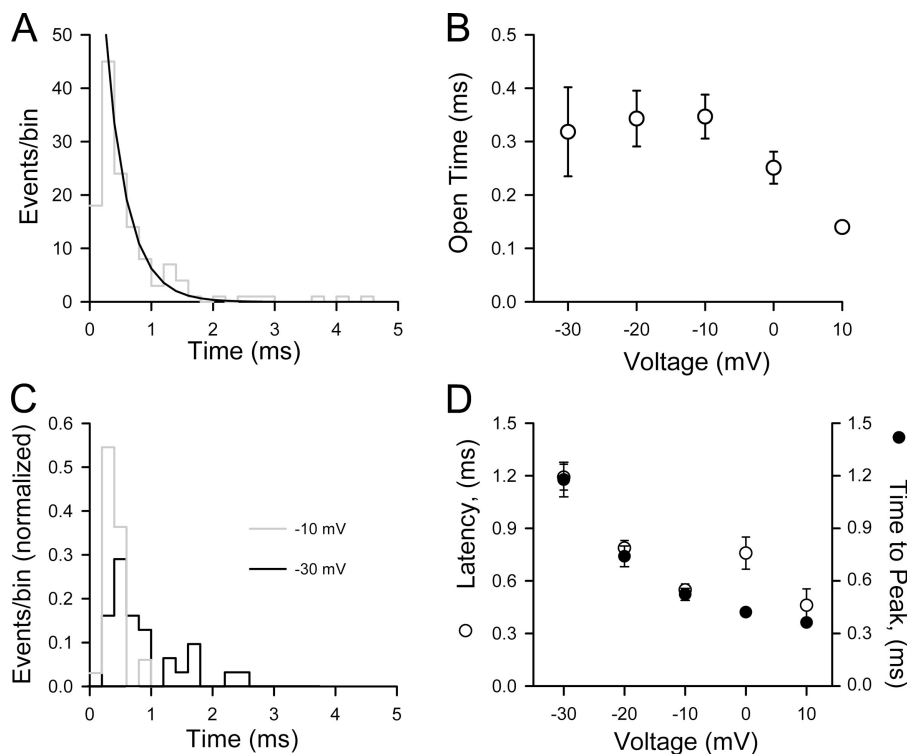 A
50
40
30
20
10
0
Events/bin
0 1 2 3 4 5
Time (ms)
B
0.5
0.4
0.3
0.2
0.1
0.0
Open Time (ms)
-30 -20 -10 0 10
Voltage (mV)
C
0.6
0.5
0.4
0.3
0.2
0.1
0.0
Events/bin (normalized)
-10 mV
-30 mV
0 1 2 3 4 5
Time (ms)
D
1.5
1.2
0.9
0.6
0.3
0.0
Latency, (ms)
1.5
1.2
0.9
0.6
0.3
0.0
Time to Peak, (ms)
-30 -20 -10 0 10
Voltage (mV)